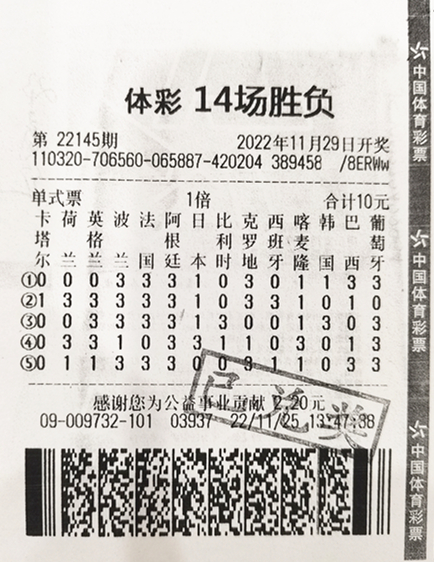 体彩 14场胜负
第 22145期 2022年11月29日开奖
110320-706560-065887-420204 389458 /8ERWw
单式票 1倍 合计10元
卡塔尔 荷兰 英格兰 波兰 法国 阿根廷 日本 比利时 克罗地 西班牙 喀麦隆 韩国 巴西 葡萄牙
①0 0 0 3 3 3 1 0 3 0 1 1 3 3
②1 3 3 3 3 3 3 0 3 3 1 0 1 0
③0 3 3 3 3 3 1 3 0 0 1 3 0 3
④0 3 3 1 0 3 3 1 1 0 3 0 1 3
⑤0 1 1 3 3 3 0 0 3 1 0 1 0 3
已兑奖
感谢您为公益事业贡献 2.20元
09-009732-101 03937 22/11/25 13:47:38
中国体育彩票
中国体育彩票
中国体育彩票